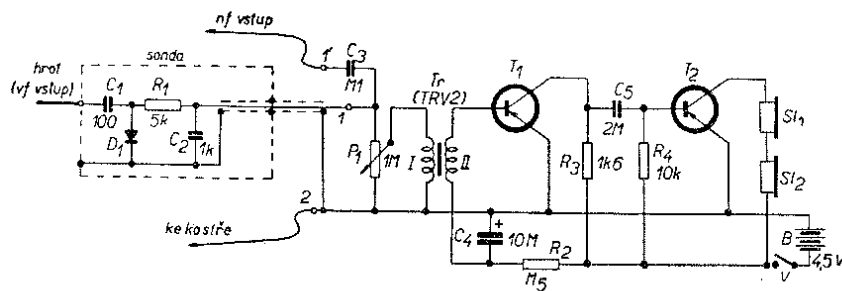 nf vstup
sonda
hrot
(vf vstup)
C1
100
R1
5k
D1
C2
1k
1'
C3
M1
1
P1
1M
Tr
(TRV2)
I
II
T1
C5
2M
R3
1k6
R4
10k
T2
Sl1
Sl2
2
ke kostře
C4
+
10M
R2
M5
V
B
4,5V